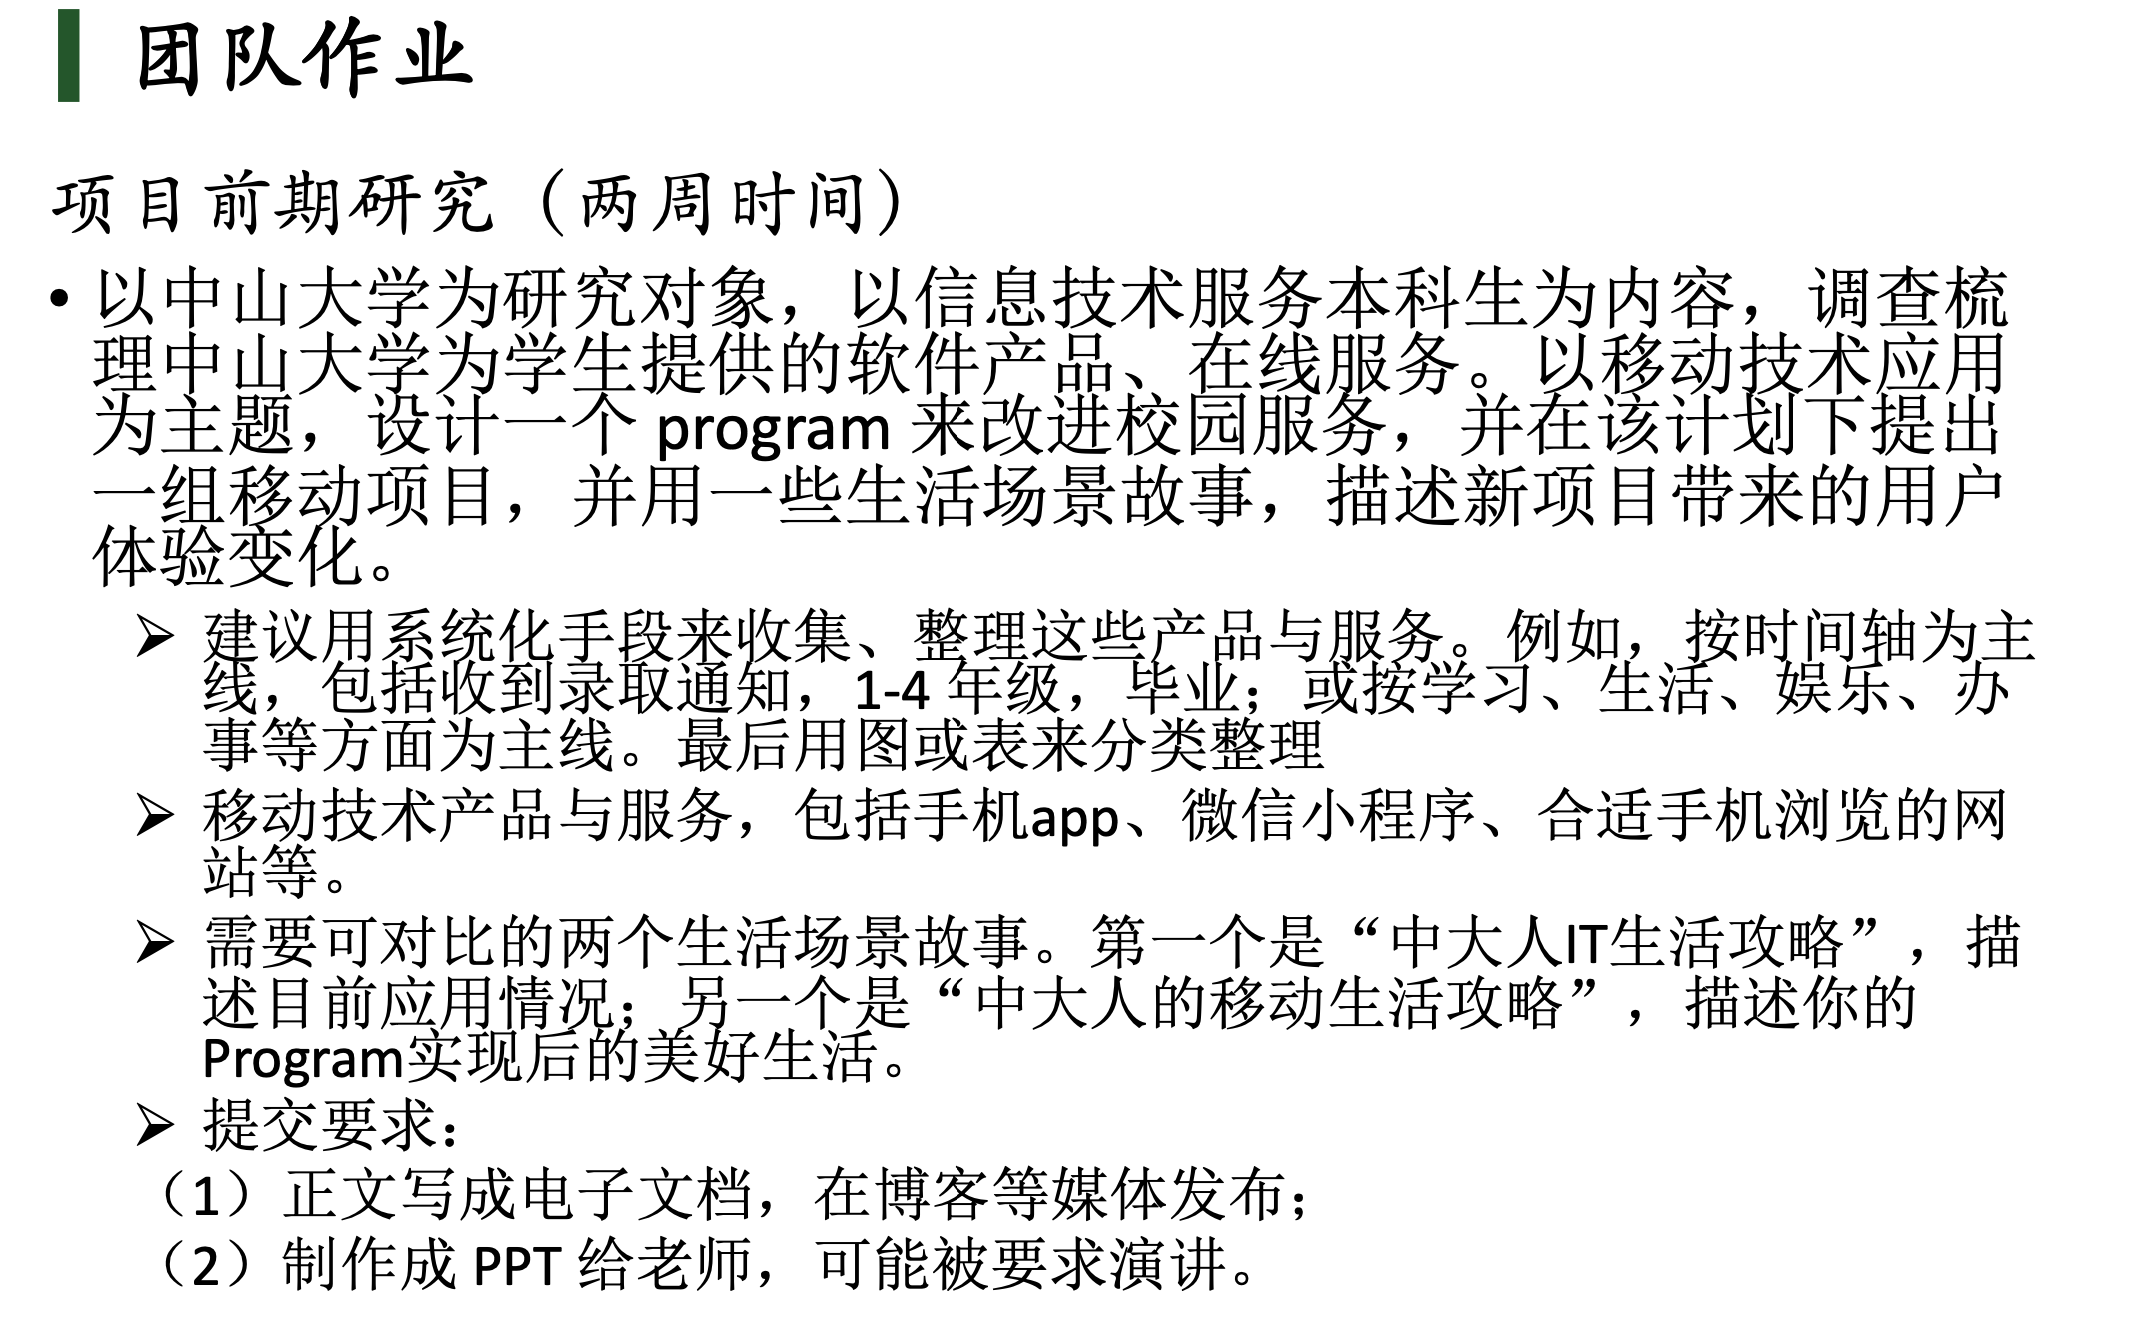 团队作业
项目前期研究（两周时间）
• 以中山大学为研究对象，以信息技术服务本科生为内容，调查梳
理中山大学为学生提供的软件产品、在线服务。以移动技术应用
为主题，设计一个 program 来改进校园服务，并在该计划下提出
一组移动项目，并用一些生活场景故事，描述新项目带来的用户
体验变化。
➢ 建议用系统化手段来收集、整理这些产品与服务。例如，按时间轴为主
线，包括收到录取通知，1-4 年级，毕业；或按学习、生活、娱乐、办
事等方面为主线。最后用图或表来分类整理
➢ 移动技术产品与服务，包括手机app、微信小程序、合适手机浏览的网
站等。
➢ 需要可对比的两个生活场景故事。第一个是“中大人IT生活攻略”，描
述目前应用情况；另一个是“中大人的移动生活攻略”，描述你的
Program实现后的美好生活。
➢ 提交要求：
（1）正文写成电子文档，在博客等媒体发布；
（2）制作成 PPT 给老师，可能被要求演讲。